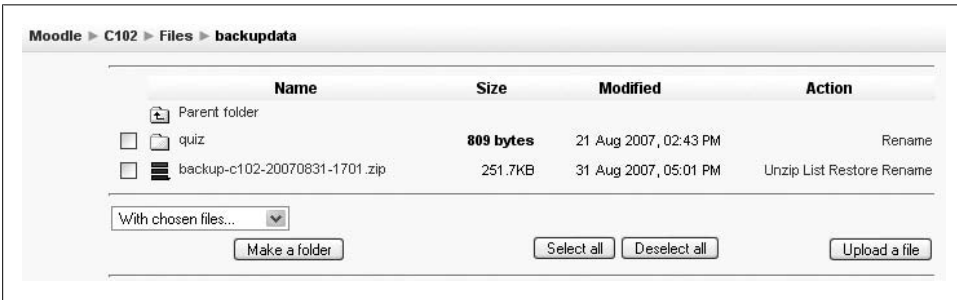 Moodle ► C102 ► Files ► backupdata
Name Size Modified Action
Parent folder
quiz 809 bytes 21 Aug 2007, 02:43 PM Rename
backup-c102-20070831-1701.zip 251.7KB 31 Aug 2007, 05:01 PM Unzip List Restore Rename
With chosen files...
Make a folder Select all Deselect all Upload a file